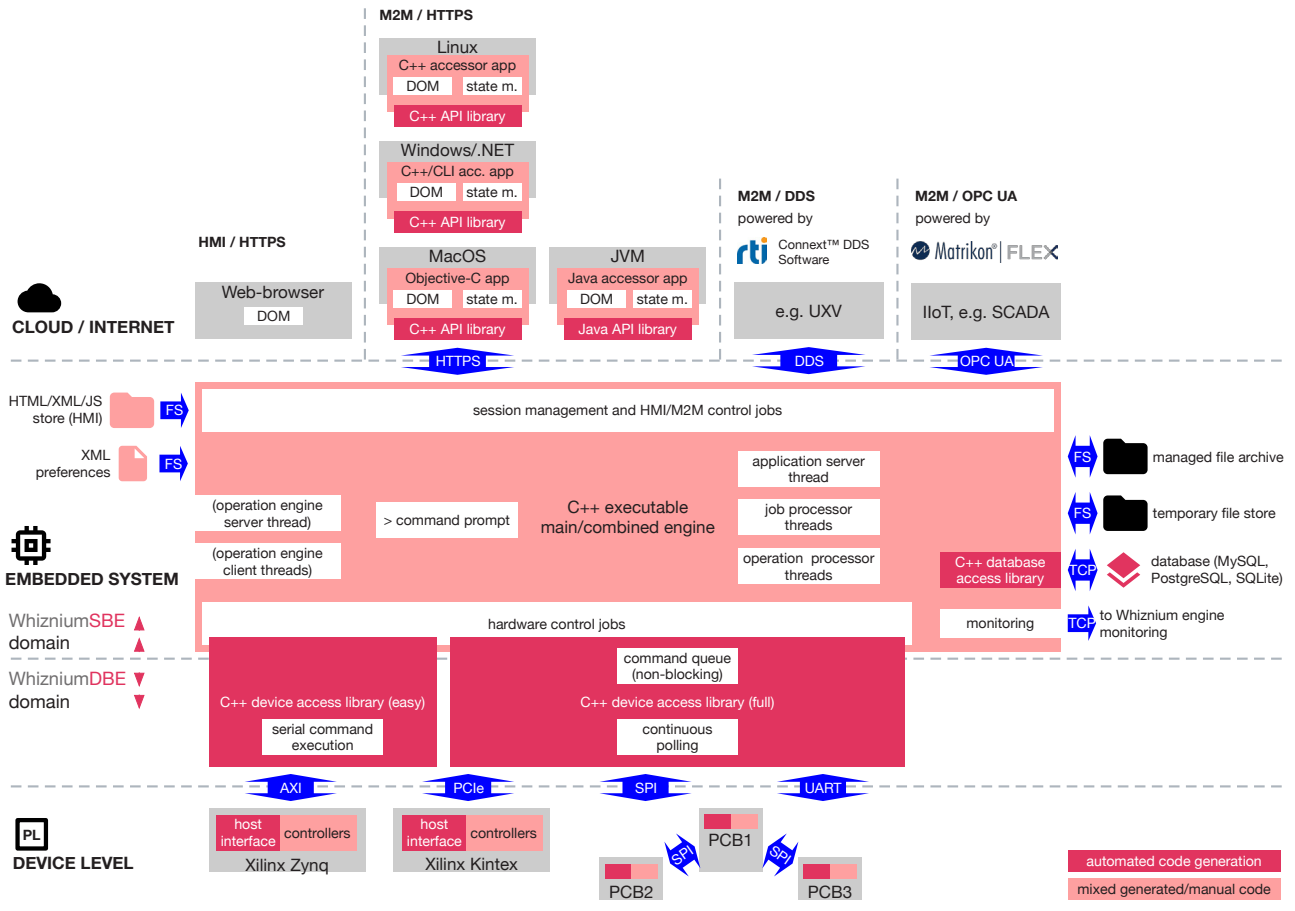 M2M / HTTPS
Linux
C++ accessor app
DOM
state m.
C++ API library
Windows/.NET
C++/CLI acc. app
DOM
state m.
C++ API library
M2M / DDS
powered by
rti
Connext™ DDS
Software
M2M / OPC UA
powered by
Matrikon® | FLEX
HMI / HTTPS
MacOS
Objective-C app
DOM
state m.
C++ API library
JVM
Java accessor app
DOM
state m.
Java API library
Web-browser
DOM
e.g. UXV
IIoT, e.g. SCADA
CLOUD / INTERNET
HTTPS
DDS
OPC UA
HTML/XML/JS
store (HMI)
FS
session management and HMI/M2M control jobs
XML
preferences
FS
application server
thread
FS
managed file archive
(operation engine
server thread)
> command prompt
C++ executable
main/combined engine
job processor
threads
FS
temporary file store
(operation engine
client threads)
operation processor
threads
C++ database
access library
TCP
database (MySQL,
PostgreSQL, SQLite)
EMBEDDED SYSTEM
WhizniumSBE
domain
hardware control jobs
monitoring
TCP
to Whiznium engine
monitoring
WhizniumDBE
domain
C++ device access library (easy)
serial command
execution
command queue
(non-blocking)
C++ device access library (full)
continuous
polling
AXI
PCIe
SPI
UART
PL
DEVICE LEVEL
host
interface
controllers
Xilinx Zynq
host
interface
controllers
Xilinx Kintex
PCB1
SPI
SPI
PCB2
PCB3
automated code generation
mixed generated/manual code